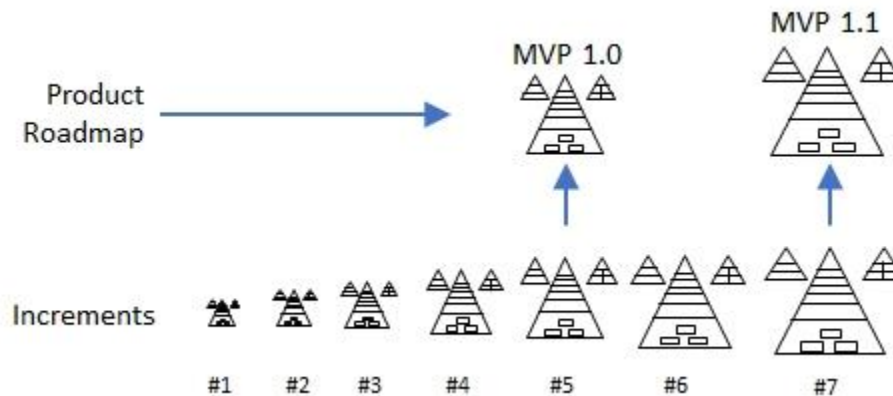 MVP 1.1
MVP 1.0
Product
Roadmap
Increments
#1 #2 #3 #4 #5 #6 #7